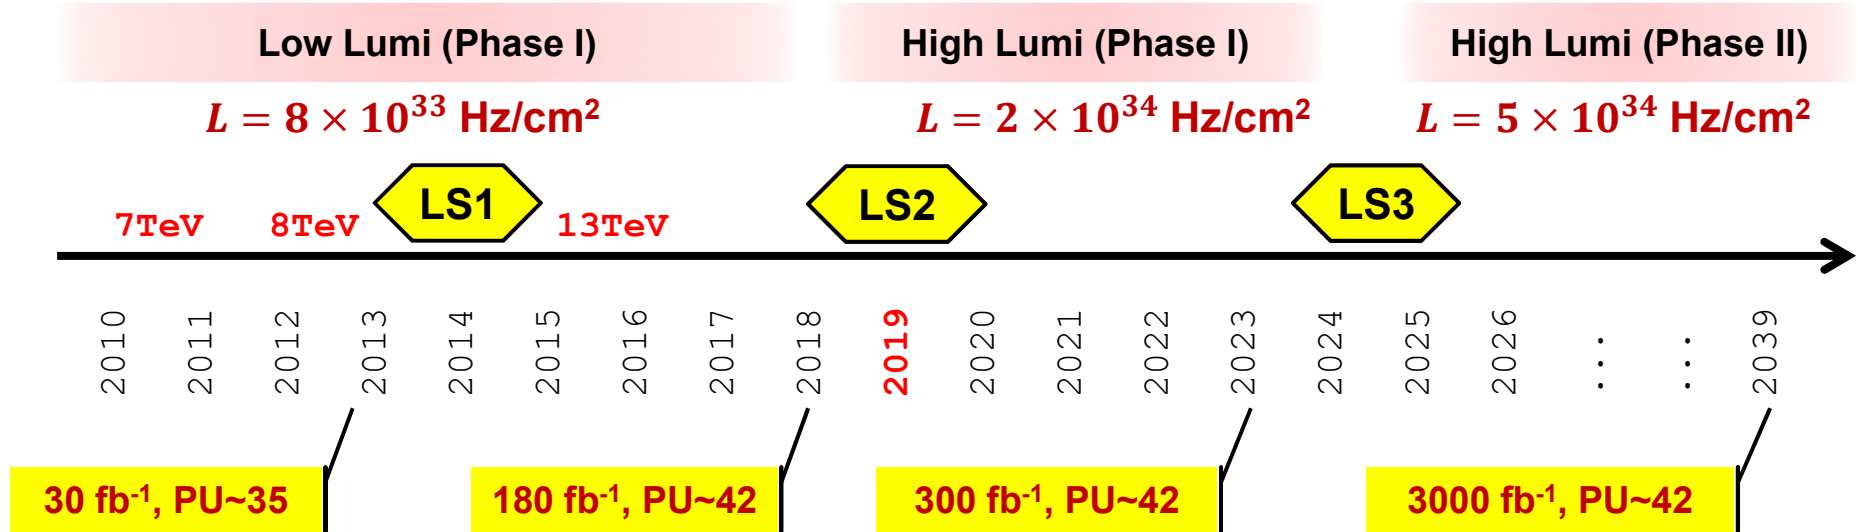 Low Lumi (Phase I) High Lumi (Phase I) High Lumi (Phase II)
L = 8 × 10³³ Hz/cm² L = 2 × 10³⁴ Hz/cm² L = 5 × 10³⁴ Hz/cm²
LS1 LS2 LS3
7TeV 8TeV 13TeV
2010 2011 2012 2013 2014 2015 2016 2017 2018 2019 2020 2021 2022 2023 2024 2025 2026 : : 2039
30 fb⁻¹, PU~35 180 fb⁻¹, PU~42 300 fb⁻¹, PU~42 3000 fb⁻¹, PU~42